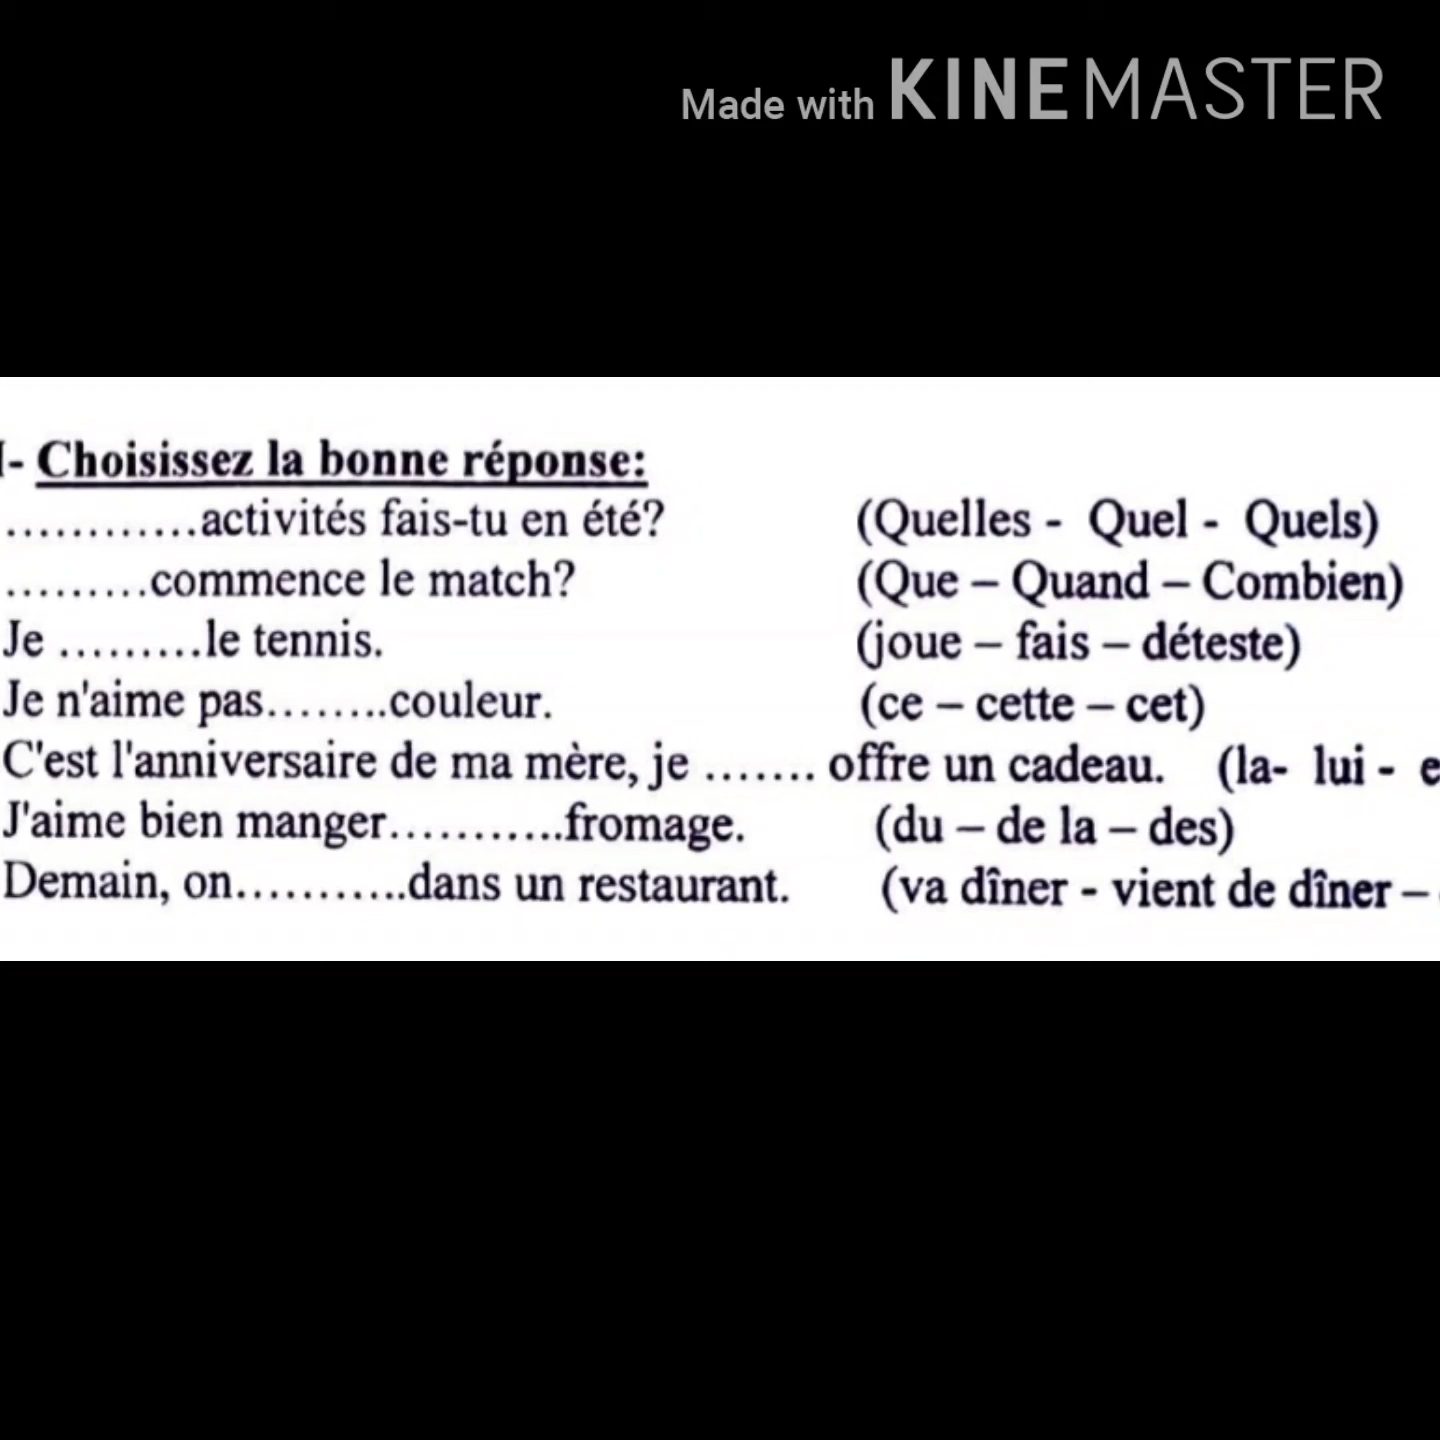 Made with KINEMASTER
- Choisissez la bonne réponse:
............activités fais-tu en été? (Quelles - Quel - Quels)
.........commence le match? (Que – Quand – Combien)
Je .........le tennis. (joue – fais – déteste)
Je n'aime pas........couleur. (ce – cette – cet)
C'est l'anniversaire de ma mère, je ....... offre un cadeau. (la- lui -
J'aime bien manger...........fromage. (du – de la – des)
Demain, on...........dans un restaurant. (va dîner - vient de dîner –